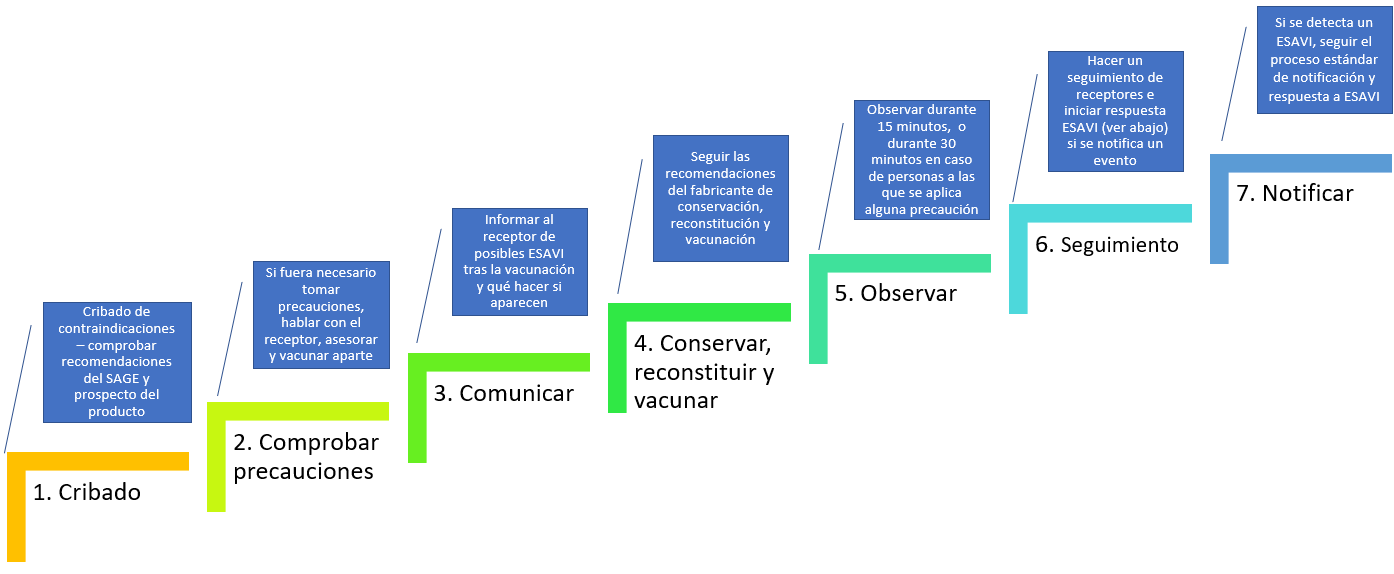 Cribado de
contraindicaciones
– comprobar
recomendaciones
del SAGE y
prospecto del
producto
1. Cribado
Si fuera necesario
tomar
precauciones,
hablar con el
receptor, asesorar
y vacunar aparte
2. Comprobar
precauciones
Informar al
receptor de
posibles ESAVI
tras la vacunación
y qué hacer si
aparecen
3. Comunicar
Seguir las
recomendaciones
del fabricante de
conservación,
reconstitución y
vacunación
4. Conservar,
reconstituir y
vacunar
Observar durante
15 minutos, o
durante 30
minutos en caso
de personas a las
que se aplica
alguna precaución
5. Observar
Hacer un
seguimiento de
receptores e
iniciar respuesta
ESAVI (ver abajo)
si se notifica un
evento
6. Seguimiento
Si se detecta un
ESAVI, seguir el
proceso estándar
de notificación y
respuesta a ESAVI
7. Notificar